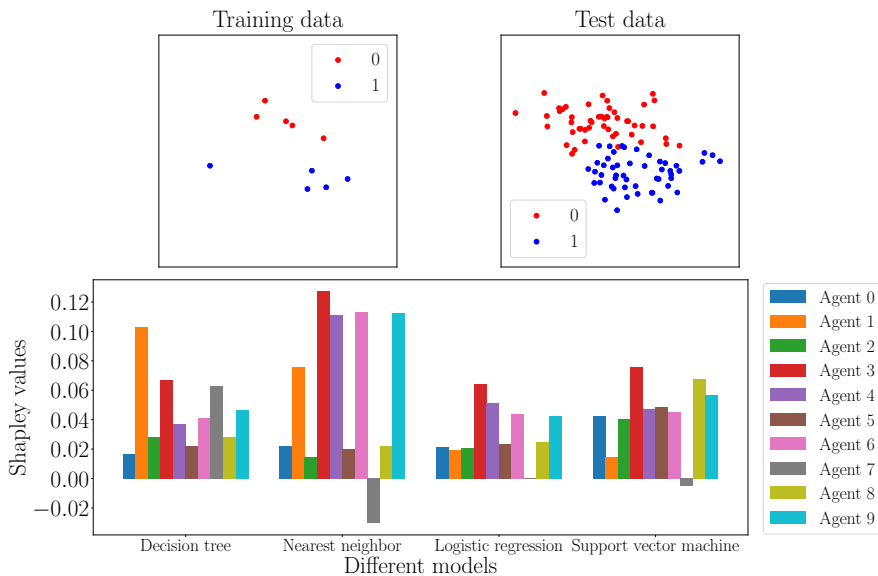 Training data
0
1
Test data
0
1
0.12
0.10
0.08
0.06
0.04
0.02
0.00
−0.02
Shapley values
Decision tree
Nearest neighbor
Logistic regression
Support vector machine
Different models
Agent 0
Agent 1
Agent 2
Agent 3
Agent 4
Agent 5
Agent 6
Agent 7
Agent 8
Agent 9